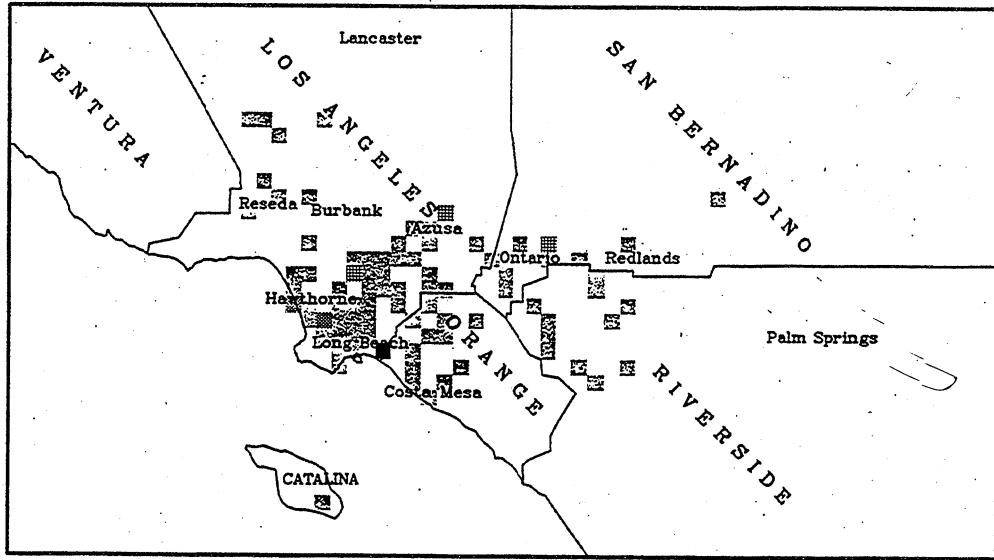 Lancaster
VENTURA
LOS ANGELES
SAN BERNADINO
Reseda
Burbank
Azusa
Ontario
Redlands
Hawthorne
Long Beach
ORANGE
Palm Springs
Costa Mesa
RIVERSIDE
CATALINA